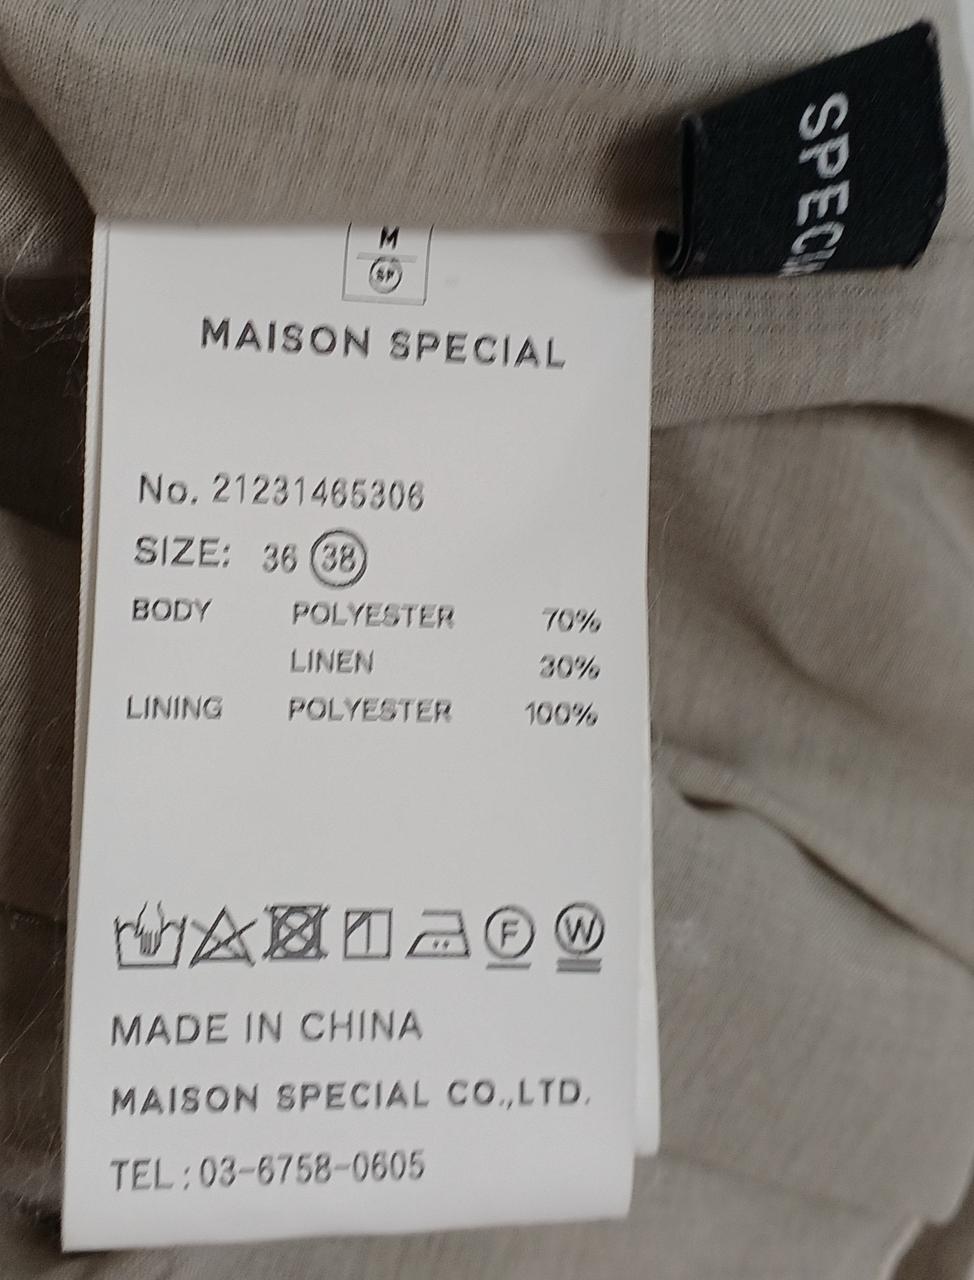 SPECI
M
SP
MAISON SPECIAL
No. 21231465306
SIZE: 36 38
BODY POLYESTER 70%
LINEN 30%
LINING POLYESTER 100%
F W
MADE IN CHINA
MAISON SPECIAL CO.,LTD.
TEL:03-6758-0605